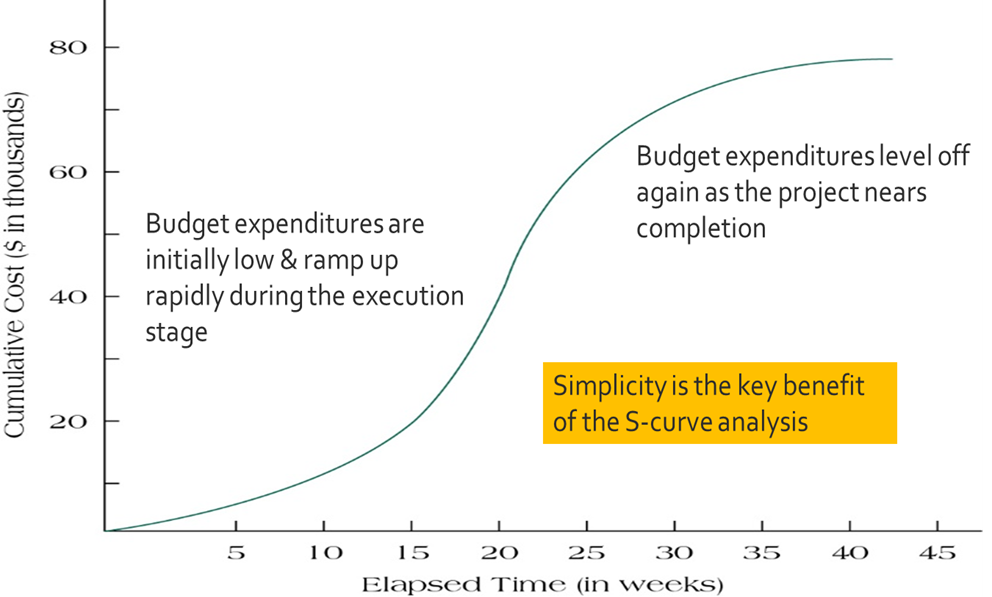 80
60
40
20
Cumulative Cost ($ in thousands)
Budget expenditures are
initially low & ramp up
rapidly during the execution
stage
Budget expenditures level off
again as the project nears
completion
Simplicity is the key benefit
of the S-curve analysis
5 10 15 20 25 30 35 40 45
Elapsed Time (in weeks)